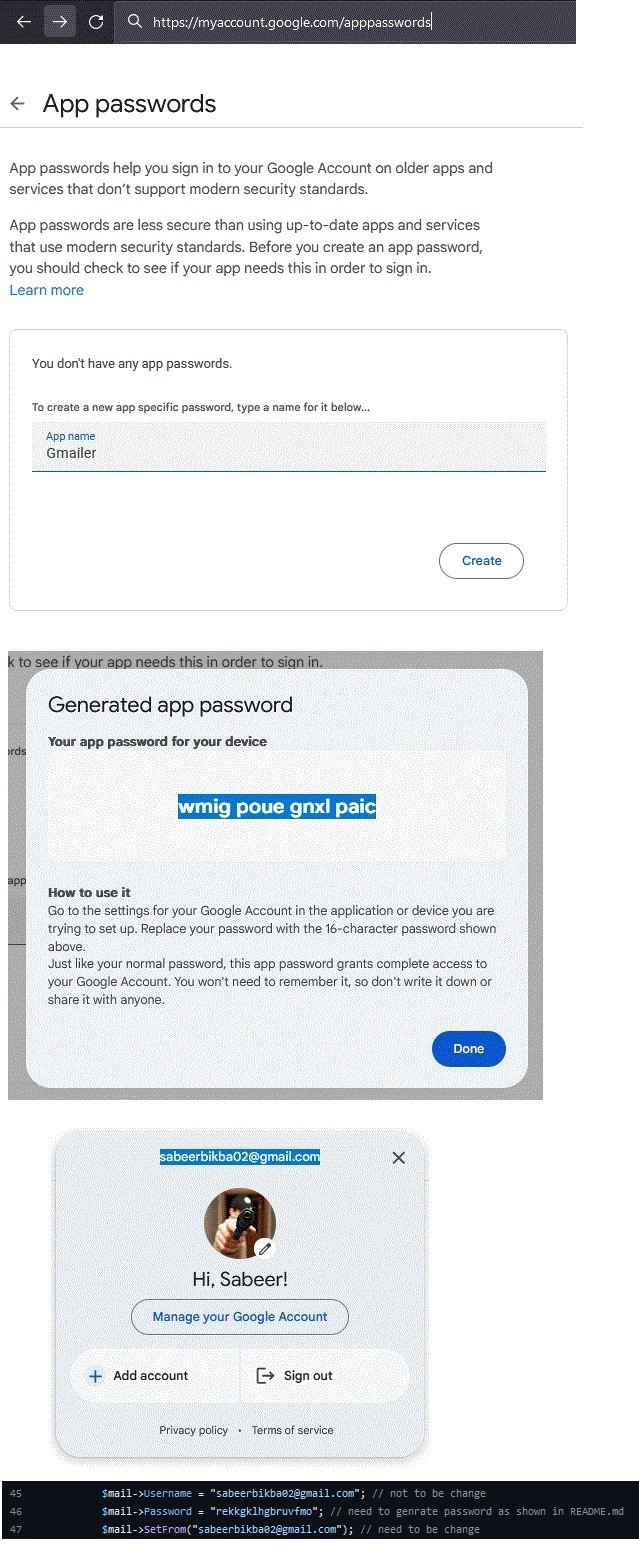 https://myaccount.google.com/apppasswords
App passwords
App passwords help you sign in to your Google Account on older apps and
services that don't support modern security standards.
App passwords are less secure than using up-to-date apps and services
that use modern security standards. Before you create an app password,
you should check to see if your app needs this in order to sign in.
Learn more
You don't have any app passwords.
To create a new app specific password, type a name for it below...
App name
Gmailer
Create
k to see if your app needs this in order to sign in.
Generated app password
ords
Your app password for your device
wmig poue gnxl paic
app
How to use it
Go to the settings for your Google Account in the application or device you are
trying to set up. Replace your password with the 16-character password shown
above.
Just like your normal password, this app password grants complete access to
your Google Account. You won't need to remember it, so don't write it down or
share it with anyone.
Done
sabeerbikba02@gmail.com
Hi, Sabeer!
Manage your Google Account
Add account
Sign out
Privacy policy • Terms of service
45 $mail->Username = "sabeerbikba02@gmail.com"; // not to be change
46 $mail->Password = "rekkgklhgbruvfmo"; // need to genrate password as shown in README.md
47 $mail->SetFrom("sabeerbikba02@gmail.com"); // need to be change